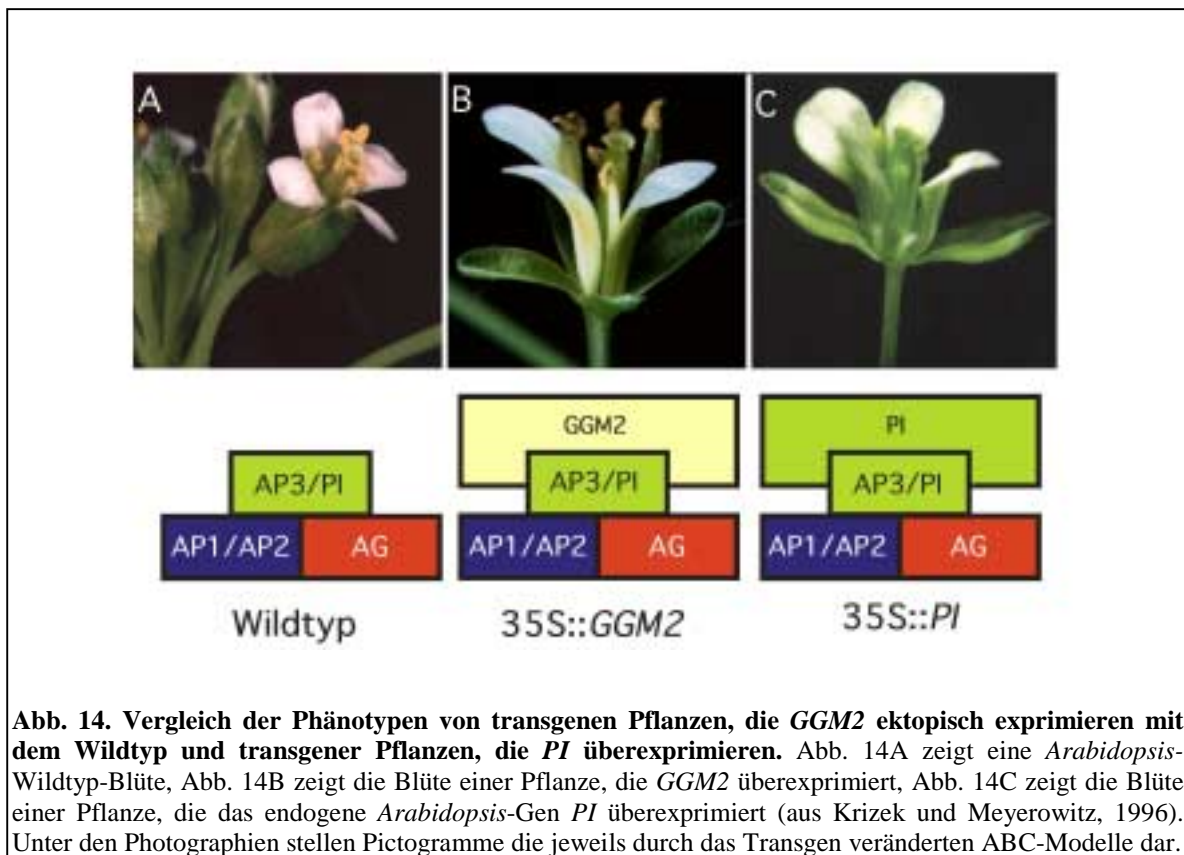 A B C
GGM2 PI
AP3/PI AP3/PI AP3/PI
AP1/AP2 AG AP1/AP2 AG AP1/AP2 AG
Wildtyp 35S::GGM2 35S::PI
Abb. 14. Vergleich der Phänotypen von transgenen Pflanzen, die GGM2 ektopisch exprimieren mit
dem Wildtyp und transgener Pflanzen, die PI überexprimieren. Abb. 14A zeigt eine Arabidopsis-
Wildtyp-Blüte, Abb. 14B zeigt die Blüte einer Pflanze, die GGM2 überexprimiert, Abb. 14C zeigt die Blüte
einer Pflanze, die das endogene Arabidopsis-Gen PI überexprimiert (aus Krizek und Meyerowitz, 1996).
Unter den Photographien stellen Pictogramme die jeweils durch das Transgen veränderten ABC-Modelle dar.